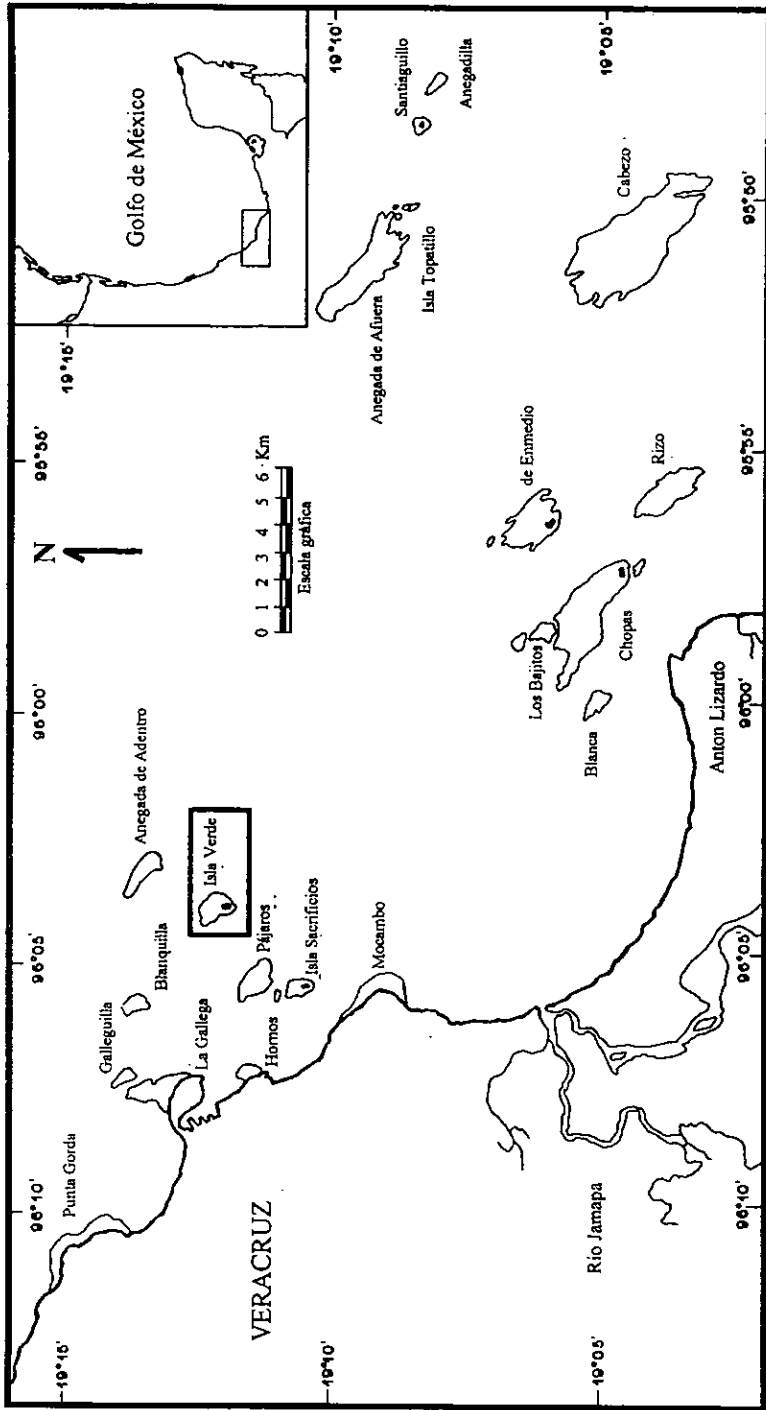 96°10'
96°05'
96°00'
95°55'
19°15'
19°15'
Golfo de México
N
0 1 2 3 4 5 6 · Km
Escala gráfica
Punta Gorda
Galleguilla
Blanquilla
Anegada de Adentro
La Gallega
Isla Verde
Hornos
Pájaros
Isla Sacrificios
VERACRUZ
Mocambo
19°10'
19°10'
Anegada de Afuera
Isla Topatillo
Santiaguillo
Anegadilla
de Enmedio
Los Bajitos
Chopas
Blanca
Rizo
Cabezo
19°05'
19°05'
Río Jamapa
Anton Lizardo
96°10'
96°05'
96°00'
95°55'
95°50'